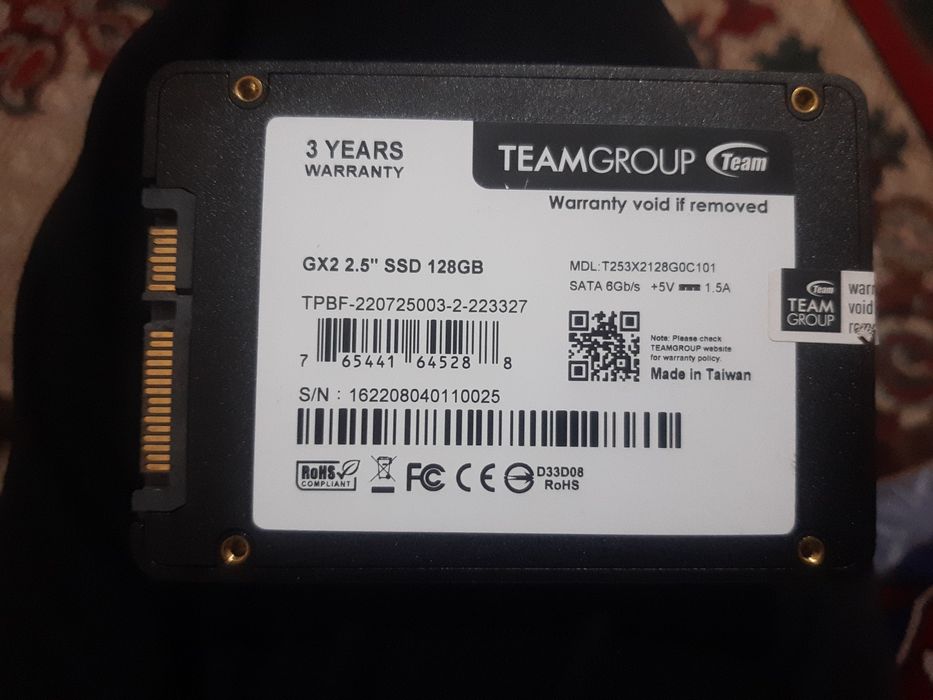 3 YEARS
WARRANTY
TEAMGROUP Team
Warranty void if removed
GX2 2.5" SSD 128GB
MDL:T253X2128G0C101
SATA 6Gb/s +5V 1.5A
TPBF-220725003-2-223327
7 65441 64528 8
Note: Please check
TEAMGROUP website
for warranty policy.
Made in Taiwan
S/N : 162208040110025
RoHS
COMPLIANT
FC CE
D33D08
RoHS
Team
TEAM
GROUP
void